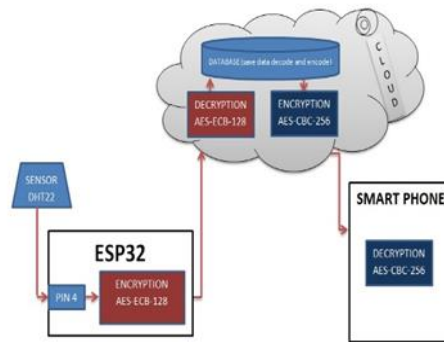 DATABASE (save data decode and encode)
CLOUD
DECRYPTION
AES-ECB-128
ENCRYPTION
AES-CBC-256
SENSOR
DHT22
ESP32
PIN 4
ENCRYPTION
AES-ECB-128
SMART PHONE
DECRYPTION
AES-CBC-256